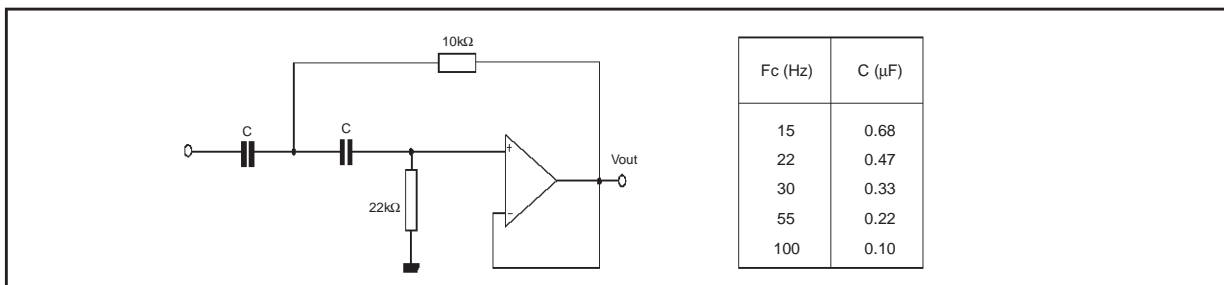 10kΩ
C
C
+
Vout
-
22kΩ
Fc (Hz) C (µF)
15 0.68
22 0.47
30 0.33
55 0.22
100 0.10